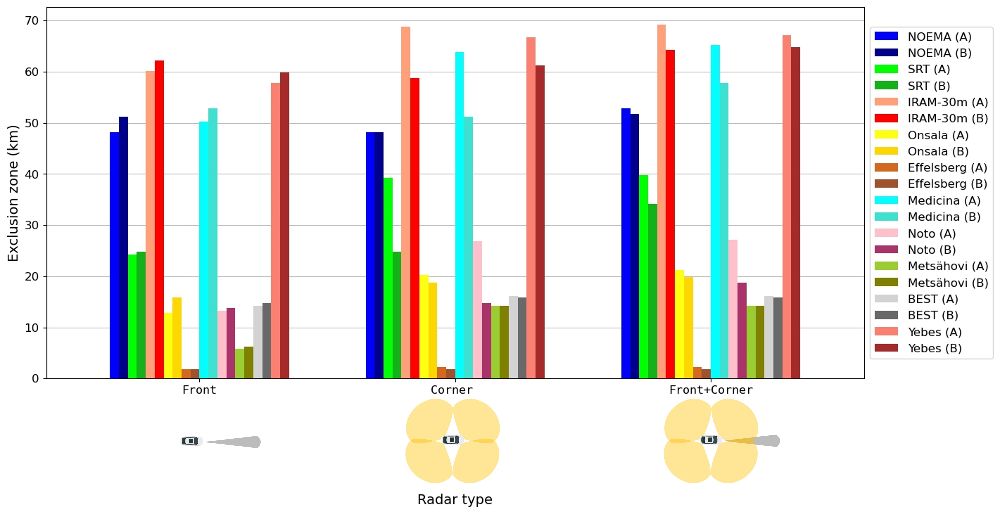 Exclusion zone (km)
70
60
50
40
30
20
10
0
Front
Corner
Front+Corner
Radar type
NOEMA (A)
NOEMA (B)
SRT (A)
SRT (B)
IRAM-30m (A)
IRAM-30m (B)
Onsala (A)
Onsala (B)
Effelsberg (A)
Effelsberg (B)
Medicina (A)
Medicina (B)
Noto (A)
Noto (B)
Metsähovi (A)
Metsähovi (B)
BEST (A)
BEST (B)
Yebes (A)
Yebes (B)